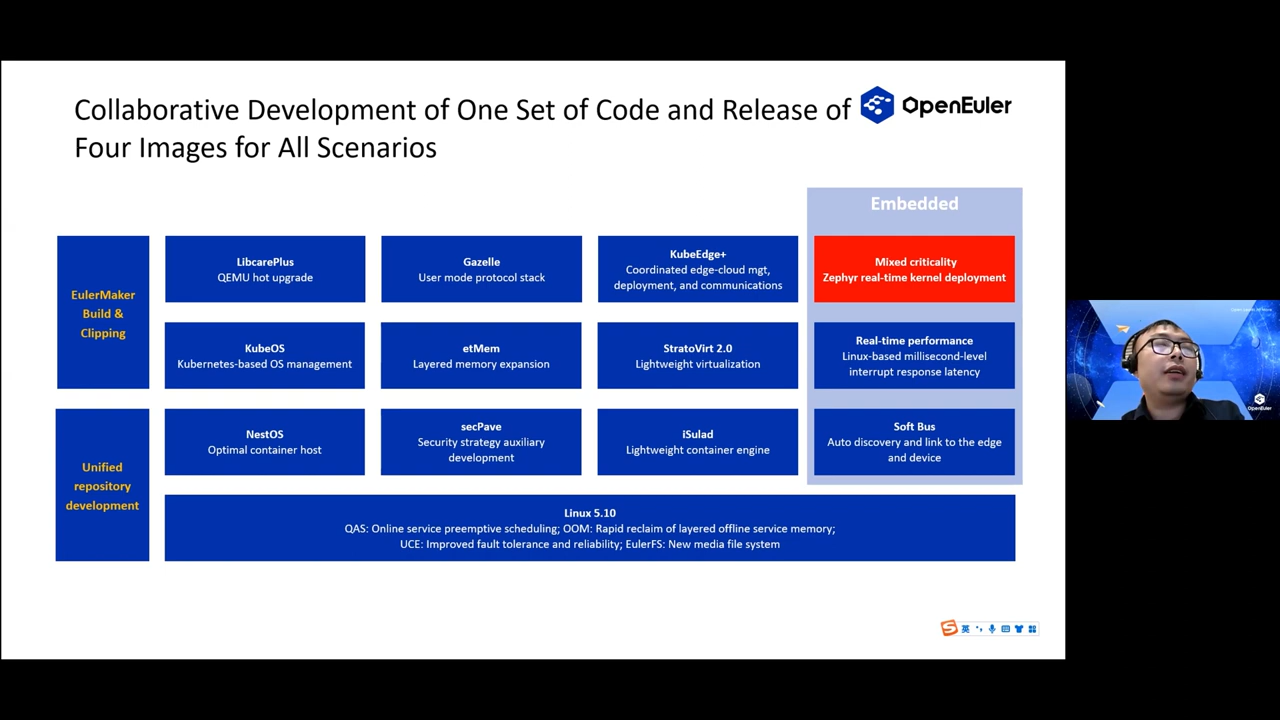 Collaborative Development of One Set of Code and Release of
Four Images for All Scenarios
OpenEuler
Embedded
EulerMaker
Build &
Clipping
LibcarePlus
QEMU hot upgrade
Gazelle
User mode protocol stack
KubeEdge+
Coordinated edge-cloud mgt,
deployment, and communications
Mixed criticality
Zephyr real-time kernel deployment
KubeOS
Kubernetes-based OS management
etMem
Layered memory expansion
StratoVirt 2.0
Lightweight virtualization
Real-time performance
Linux-based millisecond-level
interrupt response latency
Unified
repository
development
NestOS
Optimal container host
secPave
Security strategy auxiliary
development
iSulad
Lightweight container engine
Soft Bus
Auto discovery and link to the edge
and device
Linux 5.10
QAS: Online service preemptive scheduling; OOM: Rapid reclaim of layered offline service memory;
UCE: Improved fault tolerance and reliability; EulerFS: New media file system
英
OpenEuler